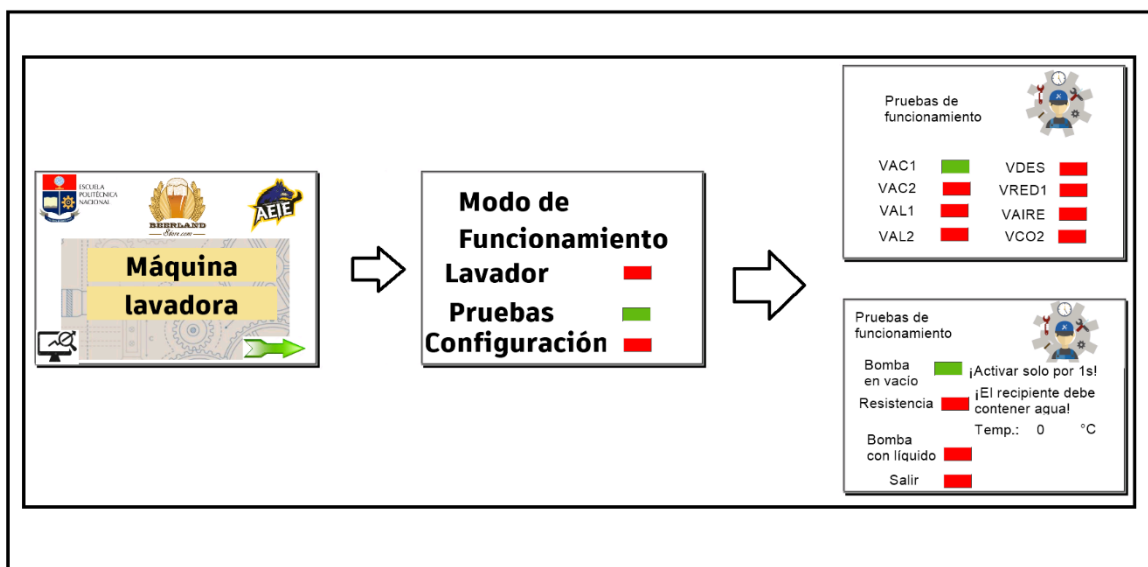 ESCUELA
POLITÉCNICA
NACIONAL
BEERLAND
Store.com
AEIE
Máquina
lavadora
Modo de
Funcionamiento
Lavador
Pruebas
Configuración
Pruebas de
funcionamiento
VAC1 VDES
VAC2 VRED1
VAL1 VAIRE
VAL2 VCO2
Pruebas de
funcionamiento
Bomba
en vacío ¡Activar solo por 1s!
Resistencia ¡El recipiente debe
contener agua!
Temp.: 0 °C
Bomba
con líquido
Salir